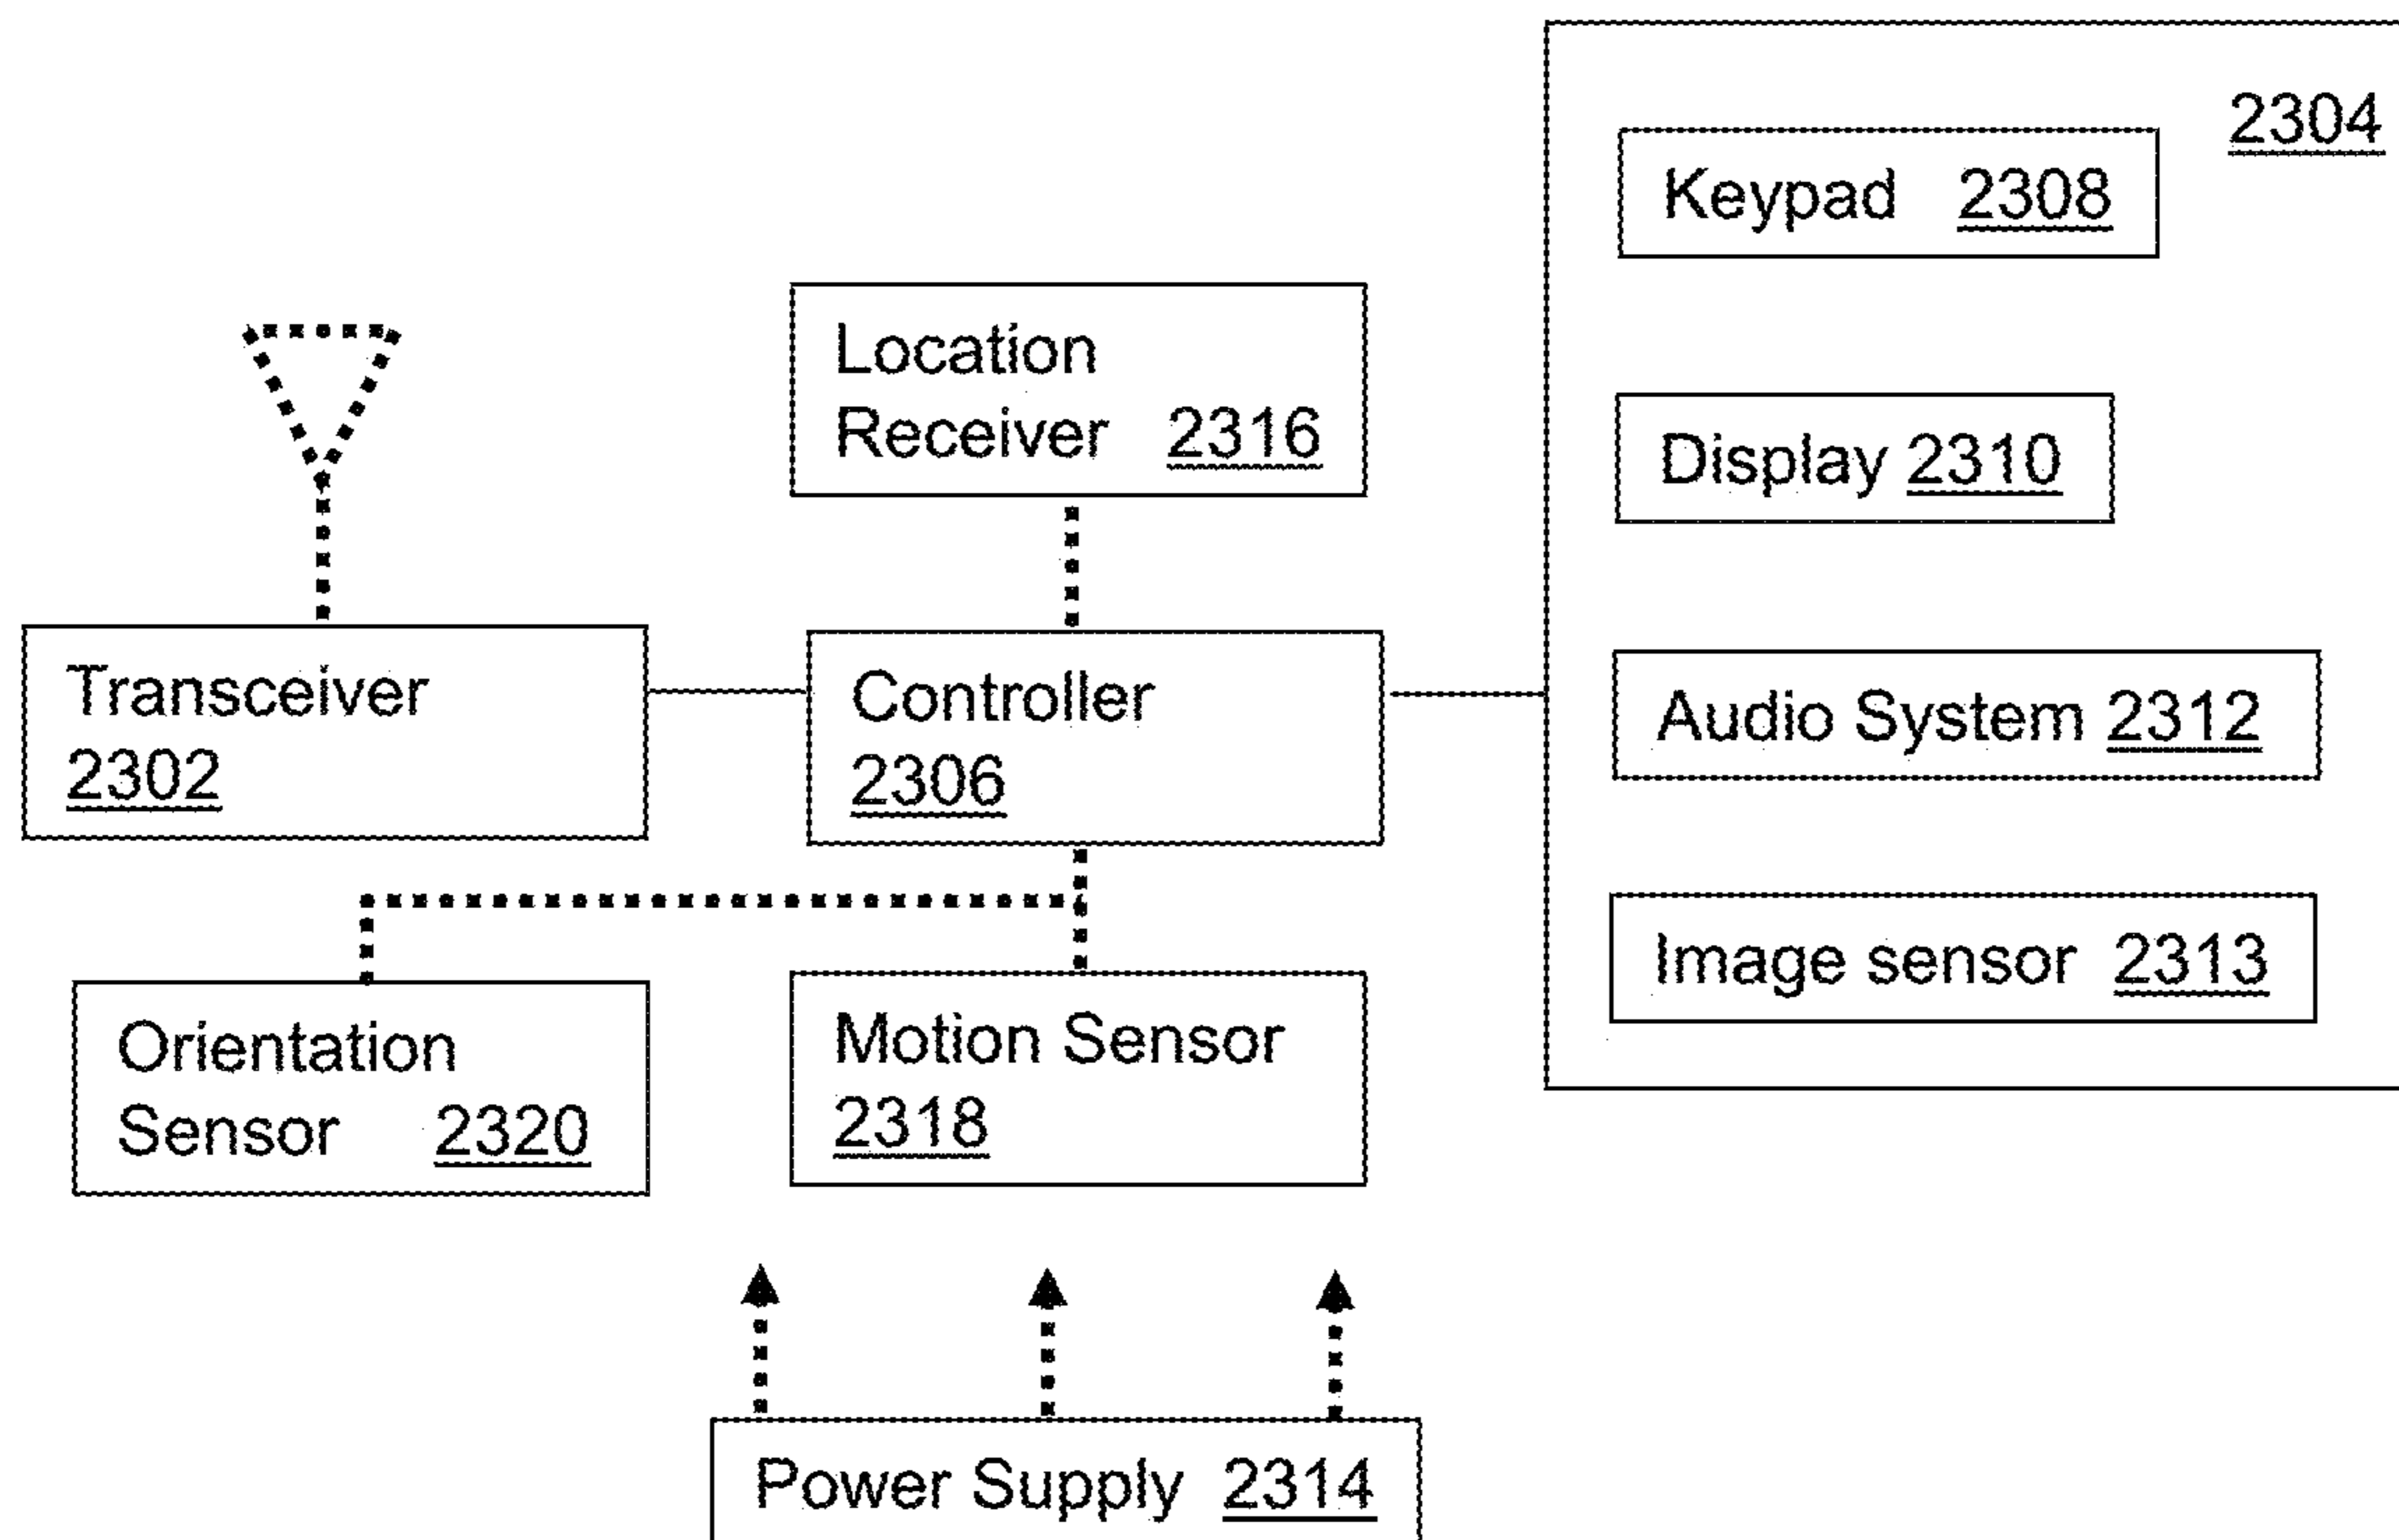 2304
Keypad 2308
Location
Receiver 2316
Display 2310
Transceiver
2302
Controller
2306
Audio System 2312
Image sensor 2313
Orientation
Sensor 2320
Motion Sensor
2318
Power Supply 2314